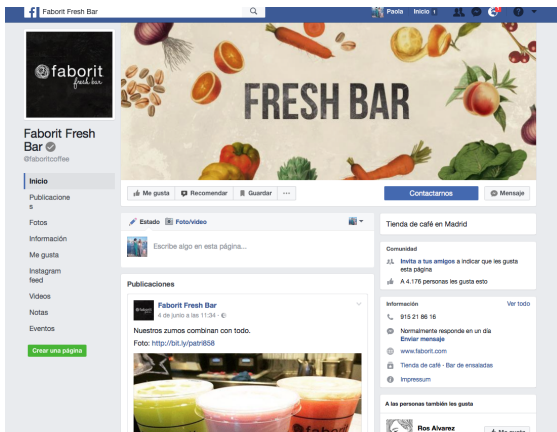 Faborit Fresh Bar
Paola Inicio 1
@faborit
fresh bar
FRESH BAR
Faborit Fresh
Bar
@faboritcoffee
Me gusta Recomendar Guardar ...
Contactarnos
Mensaje
Inicio
Publicacione
s
Fotos
Información
Me gusta
Instagram
feed
Videos
Notas
Eventos
Crear una página
Estado Foto/video
Escribe algo en esta página...
Publicaciones
Faborit Fresh Bar
4 de junio a las 11:34
Nuestros zumos combinan con todo.
Foto: http://bit.ly/patri858
faborit
Tienda de café en Madrid
Comunidad
Invita a tus amigos a indicar que les gusta
esta página
A 4.176 personas les gusta esto
Información Ver todo
915 21 86 16
Normalmente responde en un día
Enviar mensaje
www.faborit.com
Tienda de café - Bar de ensaladas
Impressum
A las personas también les gusta
Ros Alvarez
Me gusta